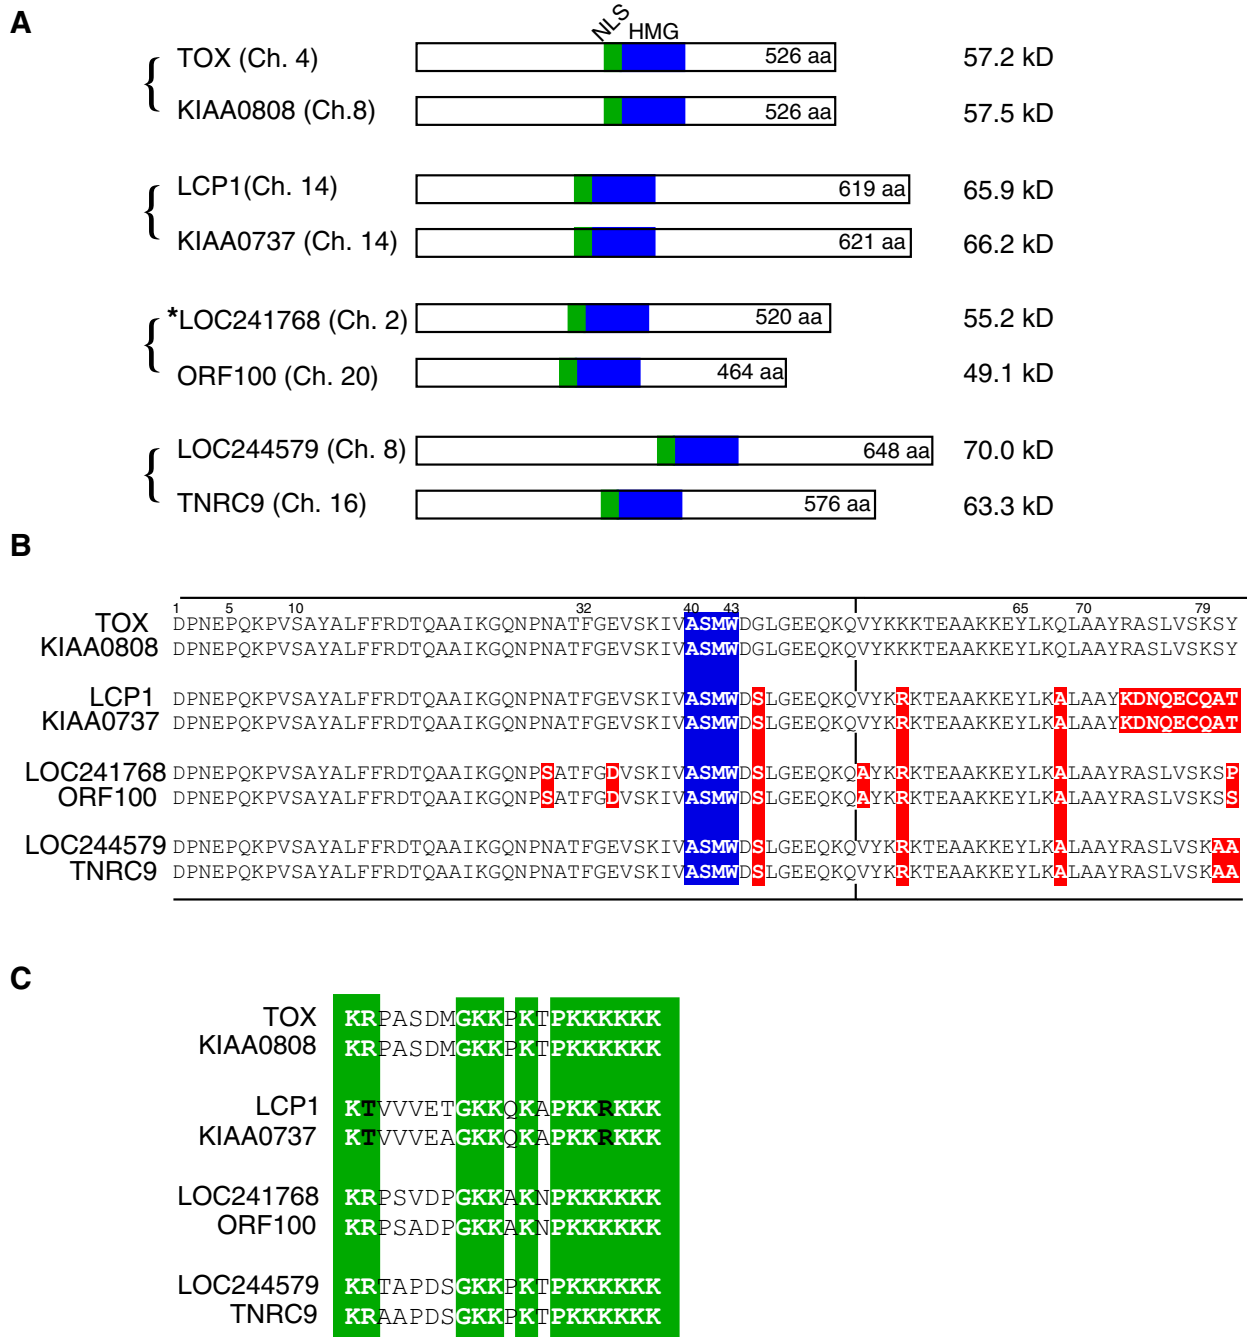 A
NLS
HMG
TOX (Ch. 4) 526 aa 57.2 kD
KIAA0808 (Ch.8) 526 aa 57.5 kD
LCP1(Ch. 14) 619 aa 65.9 kD
KIAA0737 (Ch. 14) 621 aa 66.2 kD
*LOC241768 (Ch. 2) 520 aa 55.2 kD
ORF100 (Ch. 20) 464 aa 49.1 kD
LOC244579 (Ch. 8) 648 aa 70.0 kD
TNRC9 (Ch. 16) 576 aa 63.3 kD
B
1 5 10 32 40 43 65 70 79
TOX DPNEPQKPVSAYALFFRDTQAAIKGQNPNATFGEVSKIVASMWDGLGEEQKQVYKKKTEAAKKEYLKQLAAYRASLVSKSY
KIAA0808 DPNEPQKPVSAYALFFRDTQAAIKGQNPNATFGEVSKIVASMWDGLGEEQKQVYKKKTEAAKKEYLKQLAAYRASLVSKSY
LCP1 DPNEPQKPVSAYALFFRDTQAAIKGQNPNATFGEVSKIVASMWDSLGEEQKQVYKRKTEAAKKEYLKALAAYKDNQECQAT
KIAA0737 DPNEPQKPVSAYALFFRDTQAAIKGQNPNATFGEVSKIVASMWDSLGEEQKQVYKRKTEAAKKEYLKALAAYKDNQECQAT
LOC241768 DPNEPQKPVSAYALFFRDTQAAIKGQNPSATFGDVSKIVASMWDSLGEEQKQAYKRKTEAAKKEYLKALAAYRASLVSKSP
ORF100 DPNEPQKPVSAYALFFRDTQAAIKGQNPSATFGDVSKIVASMWDSLGEEQKQAYKRKTEAAKKEYLKALAAYRASLVSKSS
LOC244579 DPNEPQKPVSAYALFFRDTQAAIKGQNPNATFGEVSKIVASMWDSLGEEQKQVYKRKTEAAKKEYLKALAAYRASLVSKAA
TNRC9 DPNEPQKPVSAYALFFRDTQAAIKGQNPNATFGEVSKIVASMWDSLGEEQKQVYKRKTEAAKKEYLKALAAYRASLVSKAA
C
TOX KRPASDMGKKPKTPKKKKKK
KIAA0808 KRPASDMGKKPKTPKKKKKK
LCP1 KTVVVETGKKQKAPKKRKKK
KIAA0737 KTVVVEAGKKQKAPKKRKKK
LOC241768 KRPSVDPGKKAKNPKKKKKK
ORF100 KRPSADPGKKAKNPKKKKKK
LOC244579 KRTAPDSGKKPKTPKKKKKK
TNRC9 KRAAPDSGKKPKTPKKKKKK